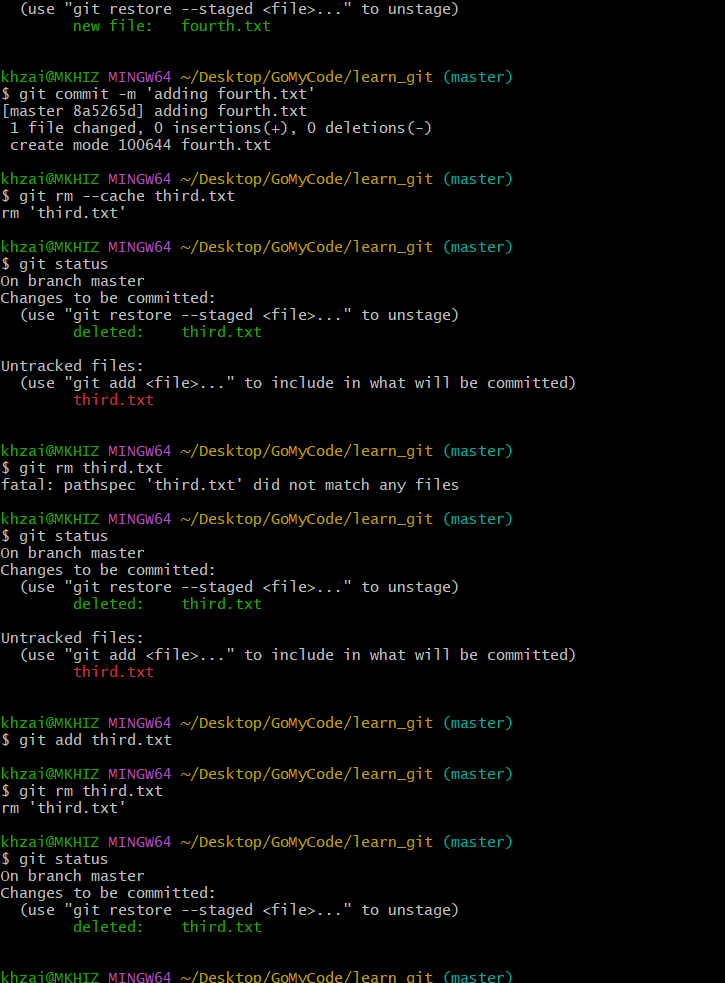 (use "git restore --staged <file>..." to unstage)
        new file:   fourth.txt
khzai@MKHIZ MINGW64 ~/Desktop/GoMyCode/learn_git (master)
$ git commit -m 'adding fourth.txt'
[master 8a5265d] adding fourth.txt
 1 file changed, 0 insertions(+), 0 deletions(-)
 create mode 100644 fourth.txt
khzai@MKHIZ MINGW64 ~/Desktop/GoMyCode/learn_git (master)
$ git rm --cache third.txt
rm 'third.txt'
khzai@MKHIZ MINGW64 ~/Desktop/GoMyCode/learn_git (master)
$ git status
On branch master
Changes to be committed:
  (use "git restore --staged <file>..." to unstage)
        deleted:    third.txt
Untracked files:
  (use "git add <file>..." to include in what will be committed)
        third.txt
khzai@MKHIZ MINGW64 ~/Desktop/GoMyCode/learn_git (master)
$ git rm third.txt
fatal: pathspec 'third.txt' did not match any files
khzai@MKHIZ MINGW64 ~/Desktop/GoMyCode/learn_git (master)
$ git status
On branch master
Changes to be committed:
  (use "git restore --staged <file>..." to unstage)
        deleted:    third.txt
Untracked files:
  (use "git add <file>..." to include in what will be committed)
        third.txt
khzai@MKHIZ MINGW64 ~/Desktop/GoMyCode/learn_git (master)
$ git add third.txt
khzai@MKHIZ MINGW64 ~/Desktop/GoMyCode/learn_git (master)
$ git rm third.txt
rm 'third.txt'
khzai@MKHIZ MINGW64 ~/Desktop/GoMyCode/learn_git (master)
$ git status
On branch master
Changes to be committed:
  (use "git restore --staged <file>..." to unstage)
        deleted:    third.txt
khzai@MKHIZ MINGW64 ~/Desktop/GoMyCode/learn_git (master)